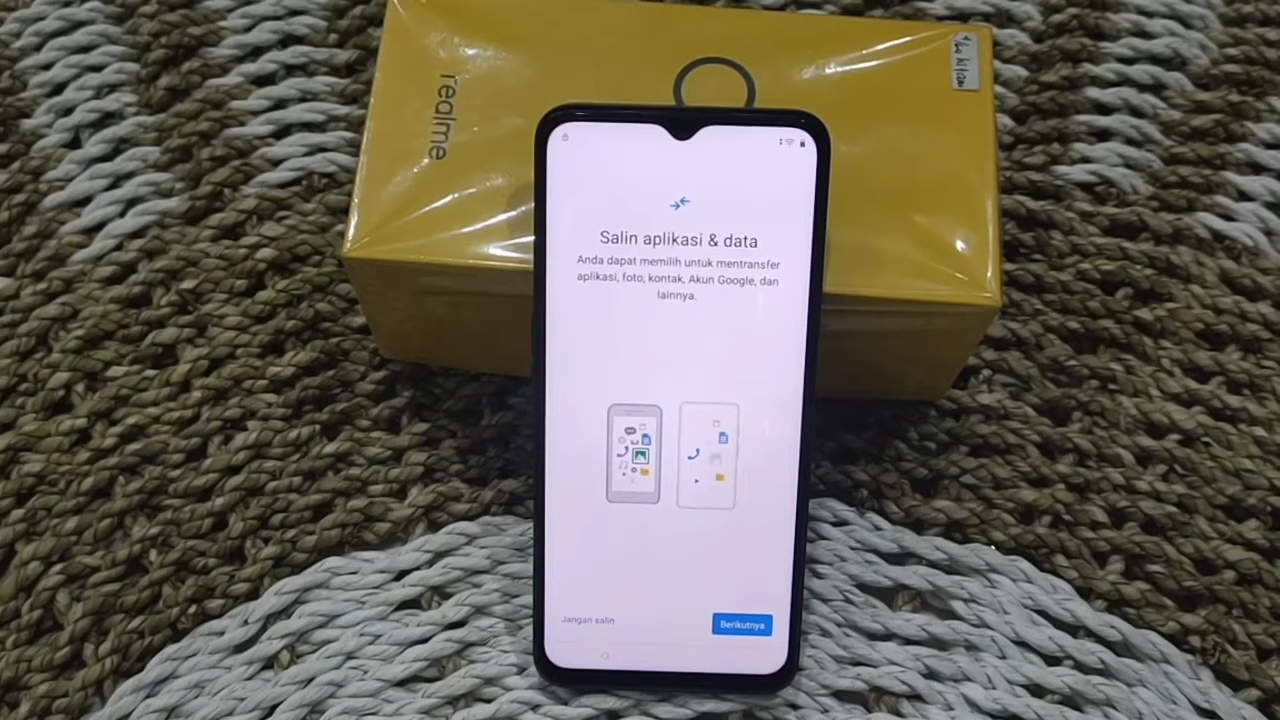 realme
Salin aplikasi & data
Anda dapat memilih untuk mentransfer
aplikasi, foto, kontak, Akun Google, dan
lainnya.
Jangan salin
Berikutnya